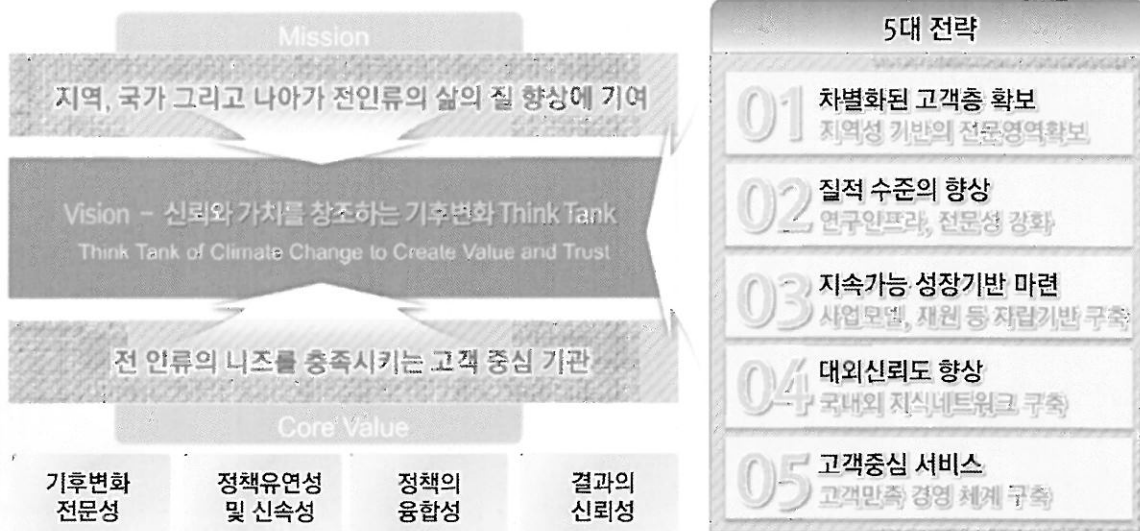 Mission
지역, 국가 그리고 나아가 전인류의 삶의 질 향상에 기여
Vision - 신뢰와 가치를 창조하는 기후변화 Think Tank
Think Tank of Climate Change to Create Value and Trust
전 인류의 니즈를 충족시키는 고객 중심 기관
Core Value
기후변화
전문성
정책유연성
및 신속성
정책의
융합성
결과의
신뢰성
5대 전략
01 차별화된 고객층 확보
지역성 기반의 전문영역확보
02 질적 수준의 향상
연구인프라, 전문성 강화
03 지속가능 성장기반 마련
사업모델, 재원 등 자립기반 구축
04 대외신뢰도 향상
국내외 지식네트워크 구축
05 고객중심 서비스
고객만족 경영 체계 구축